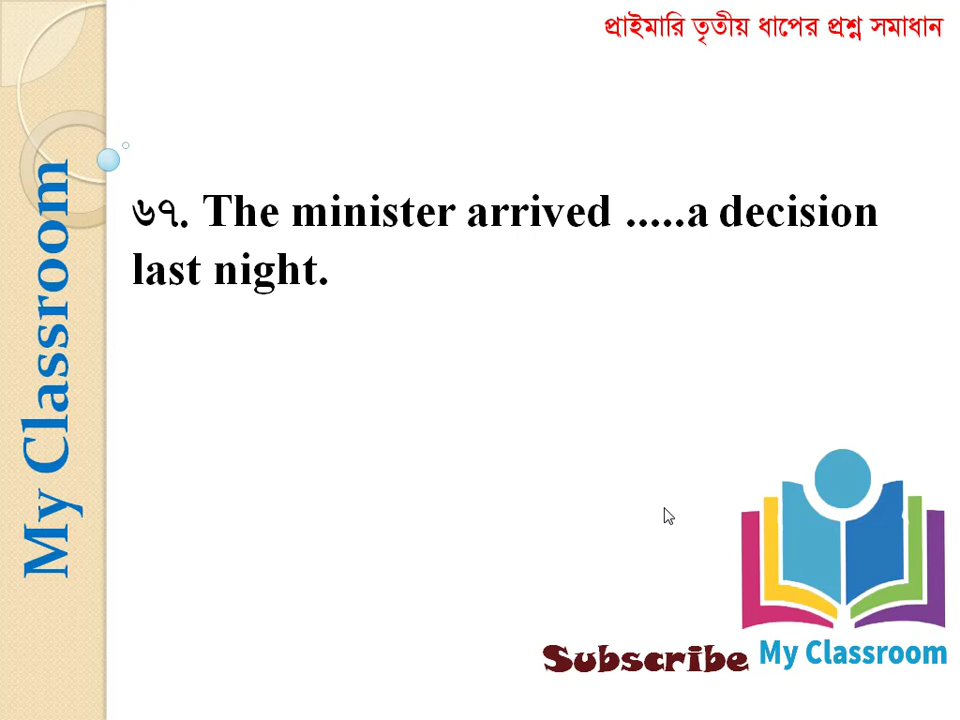 প্রাইমারি তৃতীয় ধাপের প্রশ্ন সমাধান
My Classroom
৬৭. The minister arrived .....a decision
last night.
Subscribe
My Classroom